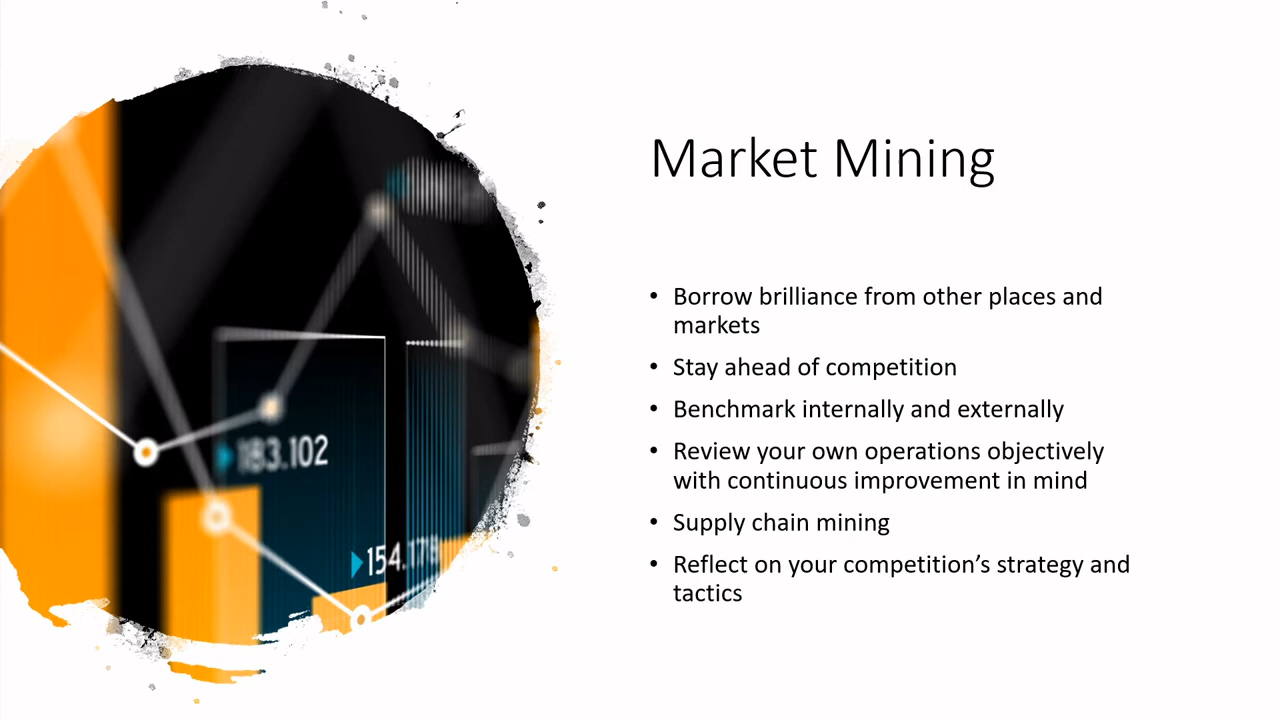 Market Mining
• Borrow brilliance from other places and
markets
• Stay ahead of competition
• Benchmark internally and externally
• Review your own operations objectively
with continuous improvement in mind
• Supply chain mining
• Reflect on your competition’s strategy and
tactics
183.102
154.178